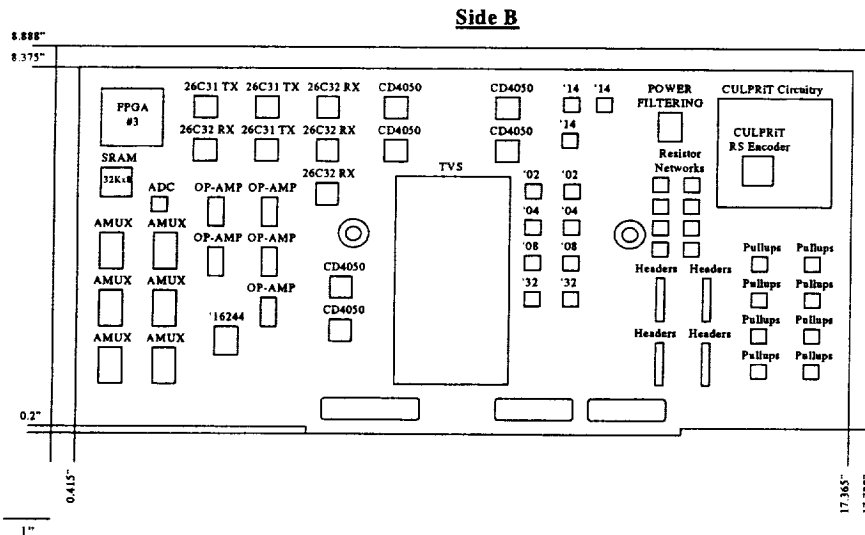 Side B
8.888"
8.375"
26C31 TX 26C31 TX 26C32 RX CD4050 CD4050 '14 '14 POWER FILTERING CULPRiT Circuitry
FPGA #3
26C32 RX 26C31 TX 26C32 RX CD4050 CD4050 '14
CULPRiT RS Encoder
SRAM 26C32 RX TVS Resistor Networks
32Kx8
ADC OP-AMP OP-AMP '02 '02
AMUX AMUX '04 '04
OP-AMP OP-AMP '08 '08 Pullups Pullups
CD4050 Headers Headers
AMUX AMUX OP-AMP '32 '32 Pullups Pullups
'16244 CD4050
Pullups Pullups
AMUX AMUX Headers Headers
Pullups Pullups
0.2"
0.415"
17.365"
1"